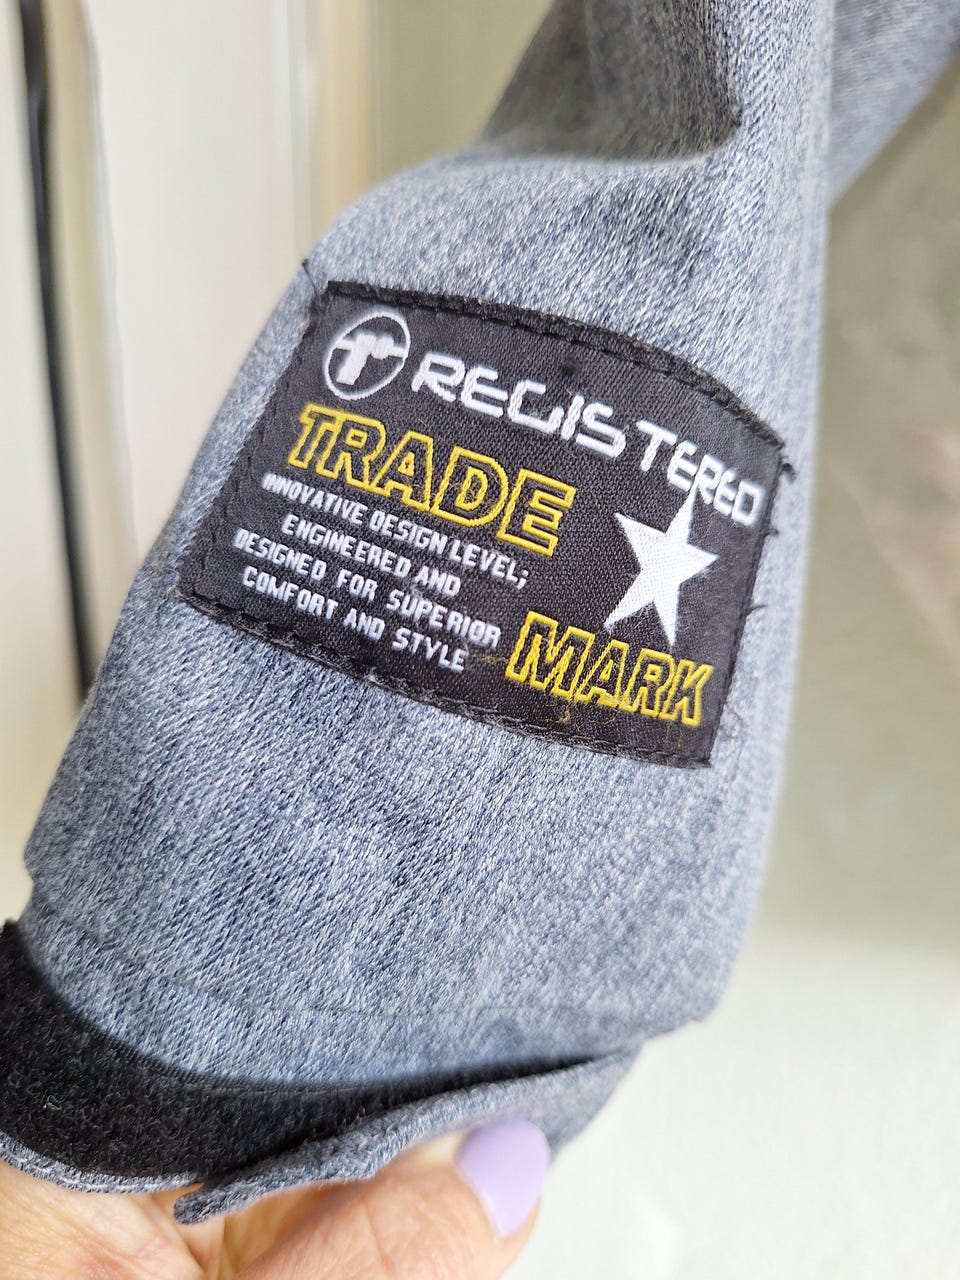 T REGISTERED
TRADE
INNOVATIVE DESIGN LEVEL;
ENGINEERED AND
DESIGNED FOR SUPERIOR
COMFORT AND STYLE
MARK